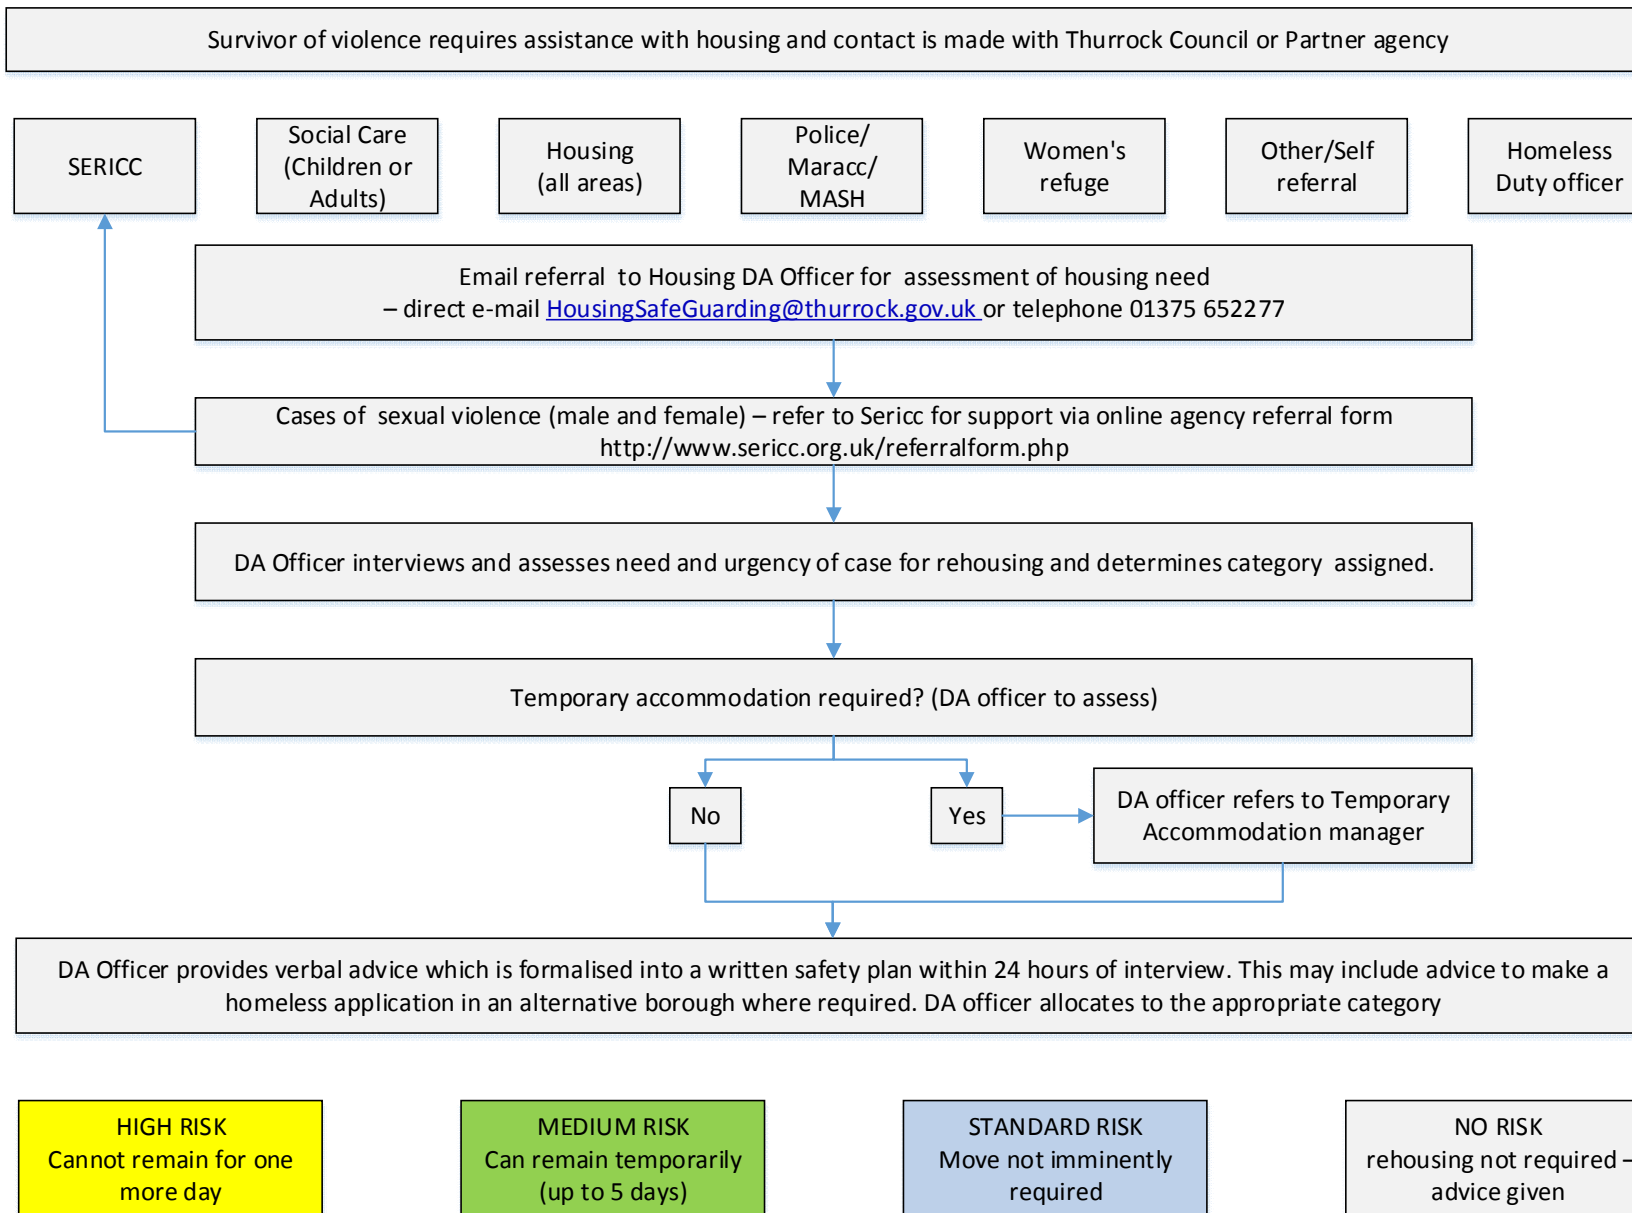 Survivor of violence requires assistance with housing and contact is made with Thurrock Council or Partner agency
SERICC
Social Care
(Children or
Adults)
Housing
(all areas)
Police/
Maracc/
MASH
Women's
refuge
Other/Self
referral
Homeless
Duty officer
Email referral to Housing DA Officer for assessment of housing need
– direct e-mail HousingSafeGuarding@thurrock.gov.uk or telephone 01375 652277
Cases of sexual violence (male and female) – refer to Sericc for support via online agency referral form
http://www.sericc.org.uk/referralform.php
DA Officer interviews and assesses need and urgency of case for rehousing and determines category assigned.
Temporary accommodation required? (DA officer to assess)
No
Yes
DA officer refers to Temporary
Accommodation manager
DA Officer provides verbal advice which is formalised into a written safety plan within 24 hours of interview. This may include advice to make a
homeless application in an alternative borough where required. DA officer allocates to the appropriate category
HIGH RISK
Cannot remain for one
more day
MEDIUM RISK
Can remain temporarily
(up to 5 days)
STANDARD RISK
Move not imminently
required
NO RISK
rehousing not required –
advice given